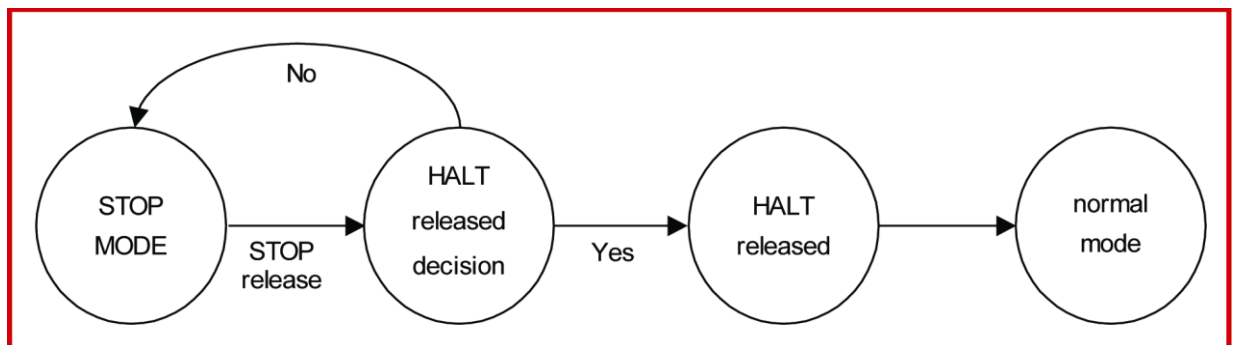 No
STOP
MODE
STOP
release
HALT
released
decision
Yes
HALT
released
normal
mode